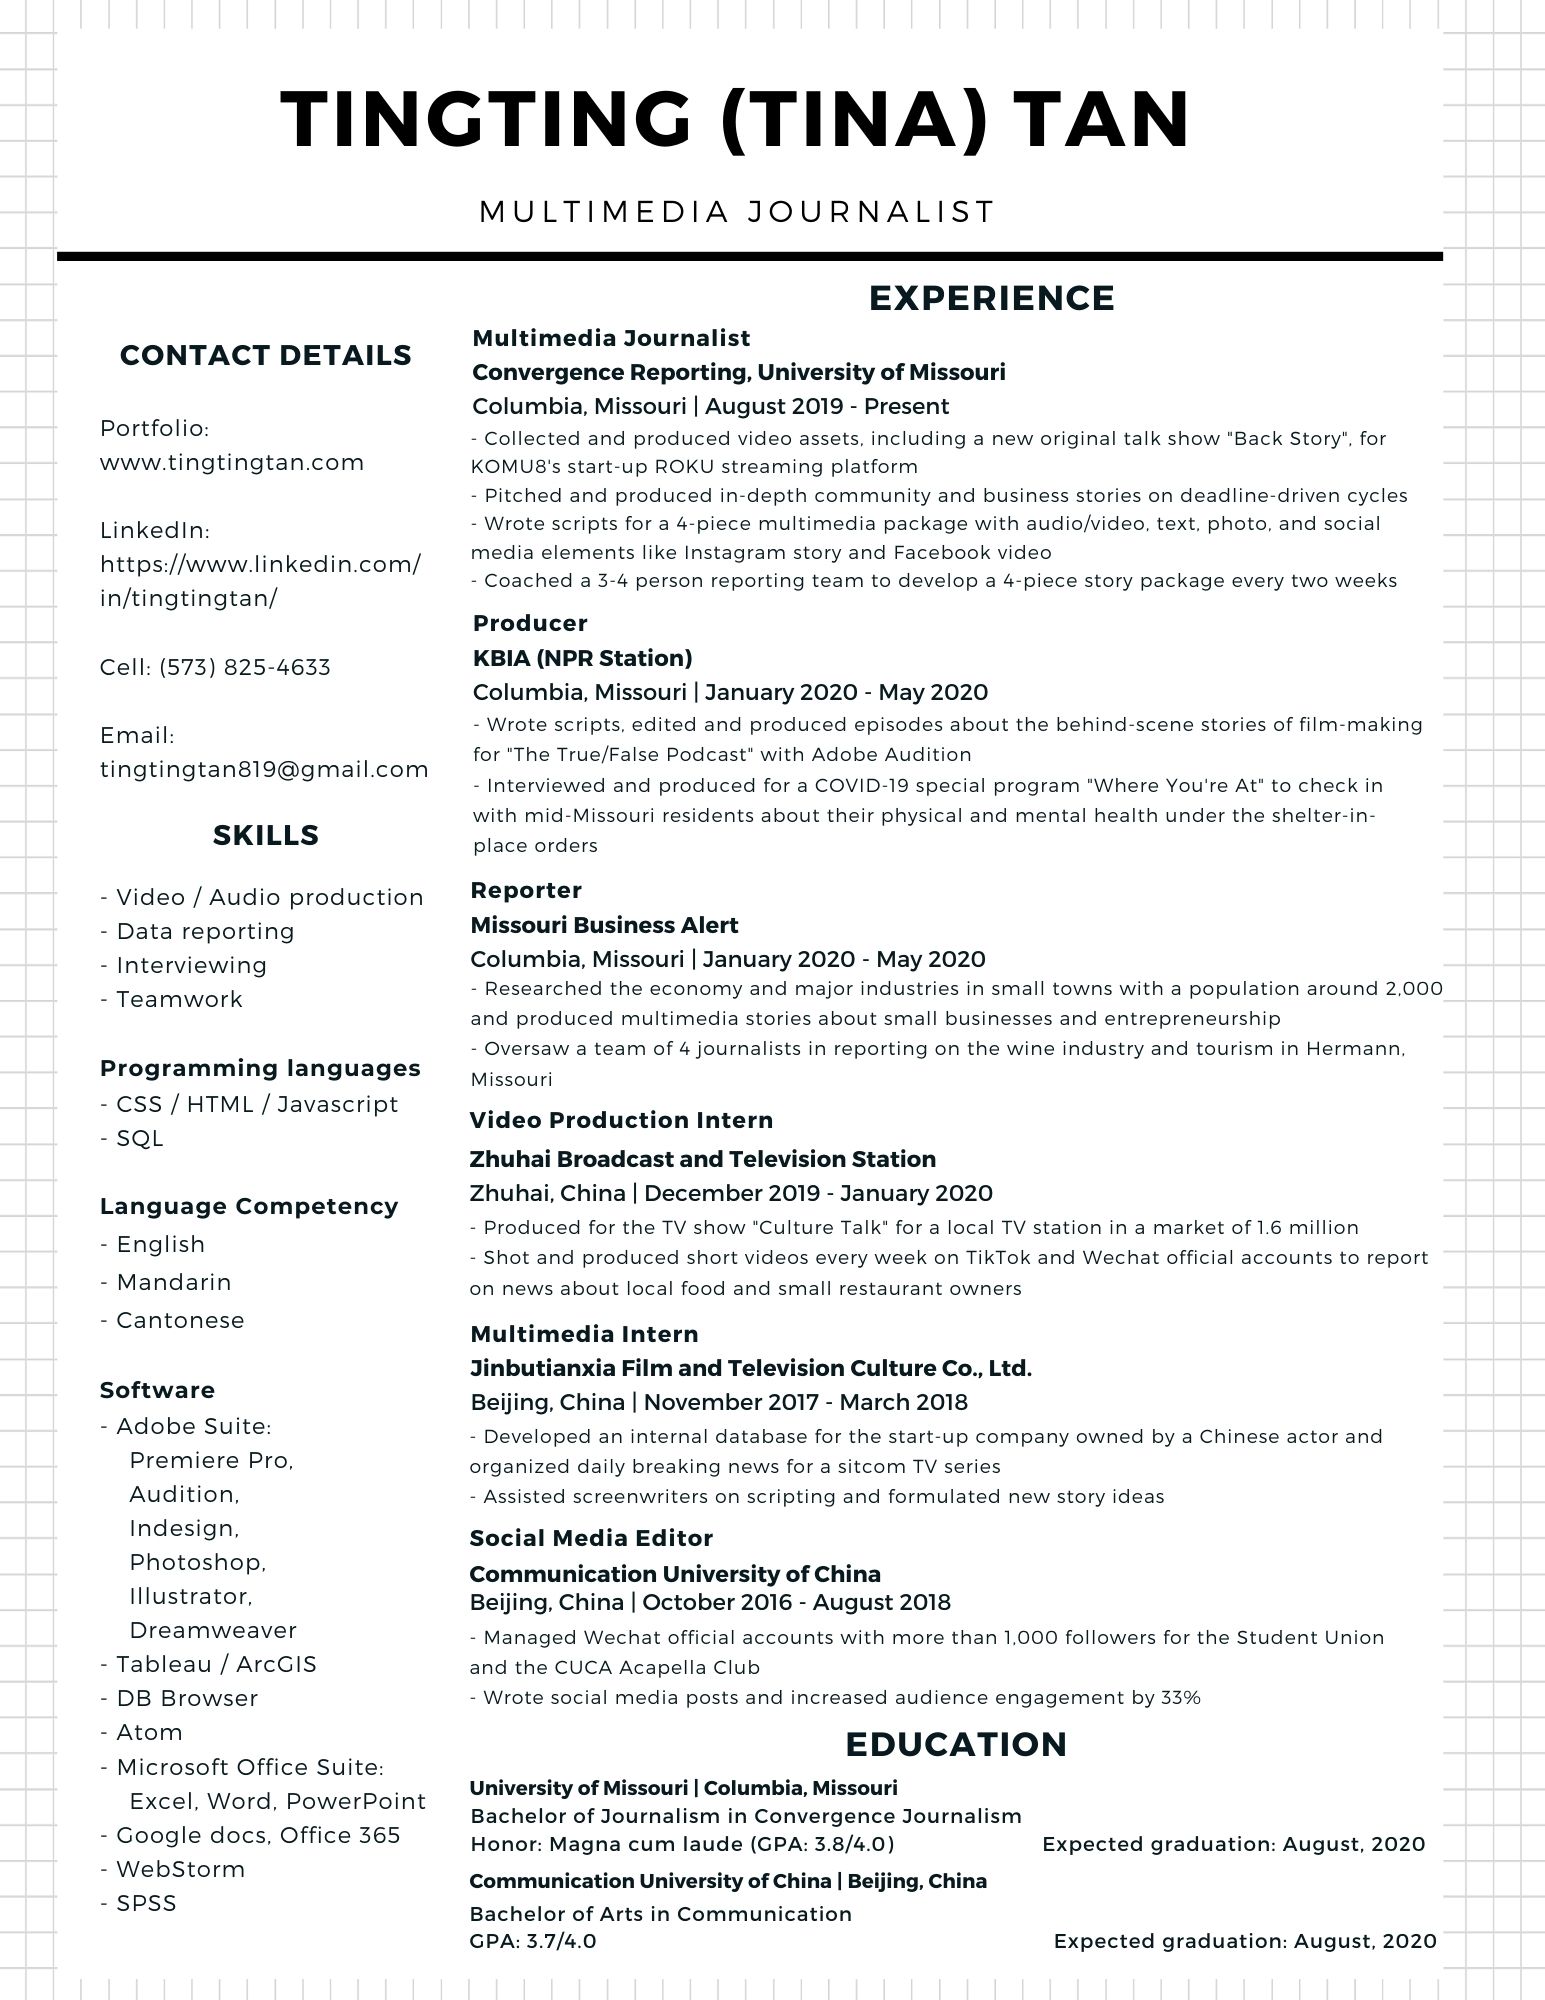 TINGTING (TINA) TAN
MULTIMEDIA JOURNALIST
CONTACT DETAILS
Portfolio:
www.tingtingtan.com
LinkedIn:
https://www.linkedin.com/
in/tingtingtan/
Cell: (573) 825-4633
Email:
tingtingtan819@gmail.com
SKILLS
- Video / Audio production
- Data reporting
- Interviewing
- Teamwork
Programming languages
- CSS / HTML / Javascript
- SQL
Language Competency
- English
- Mandarin
- Cantonese
Software
- Adobe Suite:
Premiere Pro,
Audition,
Indesign,
Photoshop,
Illustrator,
Dreamweaver
- Tableau / ArcGIS
- DB Browser
- Atom
- Microsoft Office Suite:
Excel, Word, PowerPoint
- Google docs, Office 365
- WebStorm
- SPSS
EXPERIENCE
Multimedia Journalist
Convergence Reporting, University of Missouri
Columbia, Missouri | August 2019 - Present
- Collected and produced video assets, including a new original talk show "Back Story", for
KOMU8's start-up ROKU streaming platform
- Pitched and produced in-depth community and business stories on deadline-driven cycles
- Wrote scripts for a 4-piece multimedia package with audio/video, text, photo, and social
media elements like Instagram story and Facebook video
- Coached a 3-4 person reporting team to develop a 4-piece story package every two weeks
Producer
KBIA (NPR Station)
Columbia, Missouri | January 2020 - May 2020
- Wrote scripts, edited and produced episodes about the behind-scene stories of film-making
for "The True/False Podcast" with Adobe Audition
- Interviewed and produced for a COVID-19 special program "Where You're At" to check in
with mid-Missouri residents about their physical and mental health under the shelter-in-
place orders
Reporter
Missouri Business Alert
Columbia, Missouri | January 2020 - May 2020
- Researched the economy and major industries in small towns with a population around 2,000
and produced multimedia stories about small businesses and entrepreneurship
- Oversaw a team of 4 journalists in reporting on the wine industry and tourism in Hermann,
Missouri
Video Production Intern
Zhuhai Broadcast and Television Station
Zhuhai, China | December 2019 - January 2020
- Produced for the TV show "Culture Talk" for a local TV station in a market of 1.6 million
- Shot and produced short videos every week on TikTok and Wechat official accounts to report
on news about local food and small restaurant owners
Multimedia Intern
Jinbutianxia Film and Television Culture Co., Ltd.
Beijing, China | November 2017 - March 2018
- Developed an internal database for the start-up company owned by a Chinese actor and
organized daily breaking news for a sitcom TV series
- Assisted screenwriters on scripting and formulated new story ideas
Social Media Editor
Communication University of China
Beijing, China | October 2016 - August 2018
- Managed Wechat official accounts with more than 1,000 followers for the Student Union
and the CUCA Acapella Club
- Wrote social media posts and increased audience engagement by 33%
EDUCATION
University of Missouri | Columbia, Missouri
Bachelor of Journalism in Convergence Journalism
Honor: Magna cum laude (GPA: 3.8/4.0) Expected graduation: August, 2020
Communication University of China | Beijing, China
Bachelor of Arts in Communication
GPA: 3.7/4.0 Expected graduation: August, 2020